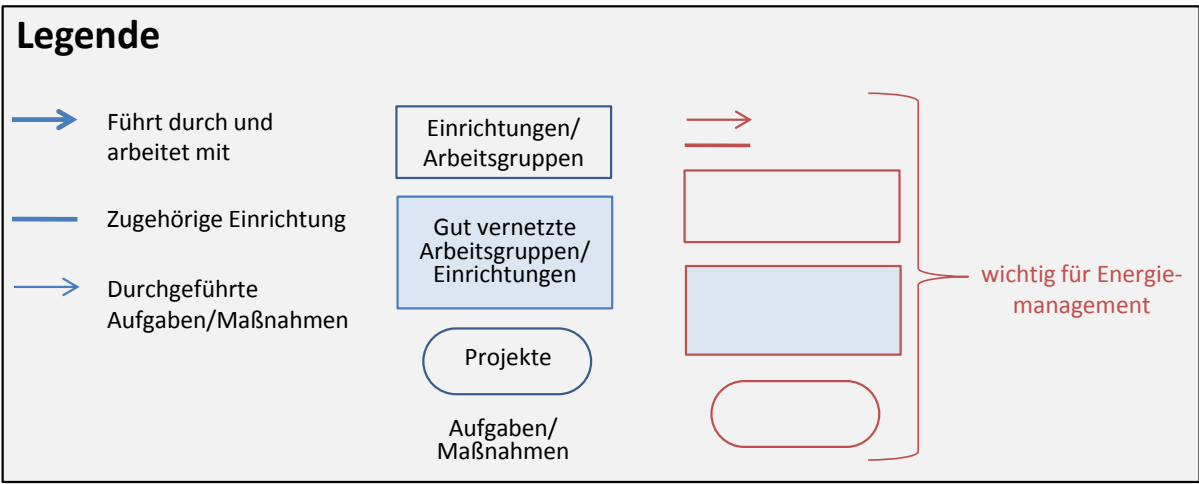 Legende
Führt durch und
arbeitet mit
Zugehörige Einrichtung
Durchgeführte
Aufgaben/Maßnahmen
Einrichtungen/
Arbeitsgruppen
Gut vernetzte
Arbeitsgruppen/
Einrichtungen
Projekte
Aufgaben/
Maßnahmen
wichtig für Energie-
management